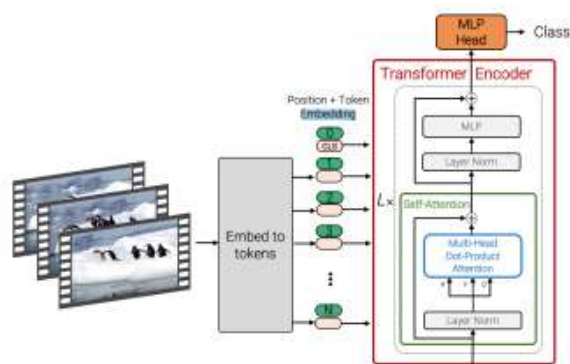 MLP
Head
Class
Transformer Encoder
Position + Token
Embedding
0
CLS
MLP
1
Layer Norm
L×
2
Self-Attention
3
Embed to
tokens
Multi-Head
Dot-Product
Attention
K V Q
N
Layer Norm